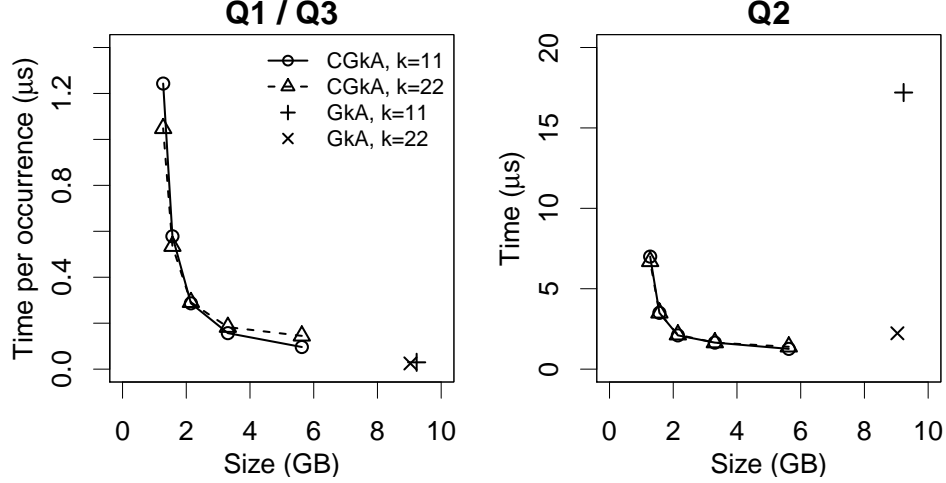 Q1 / Q3
Time per occurrence (μs)
1.2
0.8
0.4
0.0
CGkA, k=11
CGkA, k=22
GkA, k=11
GkA, k=22
0 2 4 6 8 10
Size (GB)
Q2
Time (μs)
20
15
10
5
0
0 2 4 6 8 10
Size (GB)